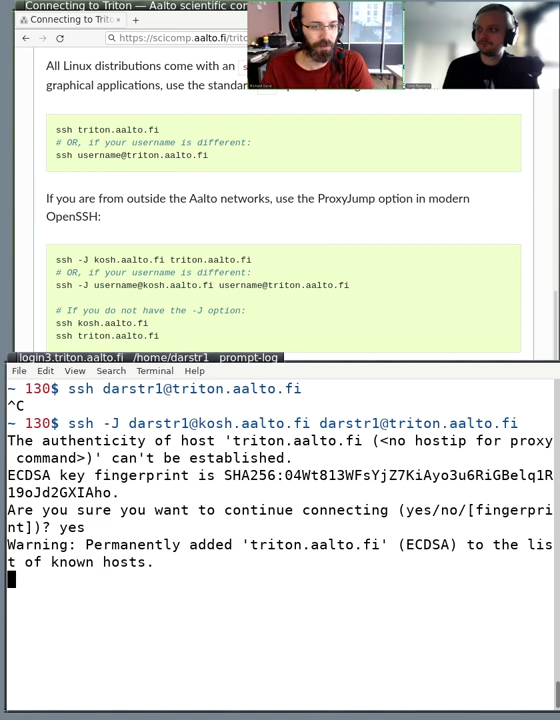 Connecting to Triton — Aalto scientific co
Connecting to Trito
https://scicomp.aalto.fi/trito
All Linux distributions come with an
graphical applications, use the standar
ssh triton.aalto.fi
# OR, if your username is different:
ssh username@triton.aalto.fi
If you are from outside the Aalto networks, use the ProxyJump option in modern
OpenSSH:
ssh -J kosh.aalto.fi triton.aalto.fi
# OR, if your username is different:
ssh -J username@kosh.aalto.fi username@triton.aalto.fi
# If you do not have the -J option:
ssh kosh.aalto.fi
ssh triton.aalto.fi
login3.triton.aalto.fi /home/darstr1 prompt-log
File Edit View Search Terminal Help
~ 130$ ssh darstr1@triton.aalto.fi
^C
~ 130$ ssh -J darstr1@kosh.aalto.fi darstr1@triton.aalto.fi
The authenticity of host 'triton.aalto.fi (<no hostip for proxy
command>)' can't be established.
ECDSA key fingerprint is SHA256:04Wt813WFsYjZ7KiAyo3u6RiGBelq1R
19oJd2GXIAho.
Are you sure you want to continue connecting (yes/no/[fingerpri
nt])? yes
Warning: Permanently added 'triton.aalto.fi' (ECDSA) to the lis
t of known hosts.